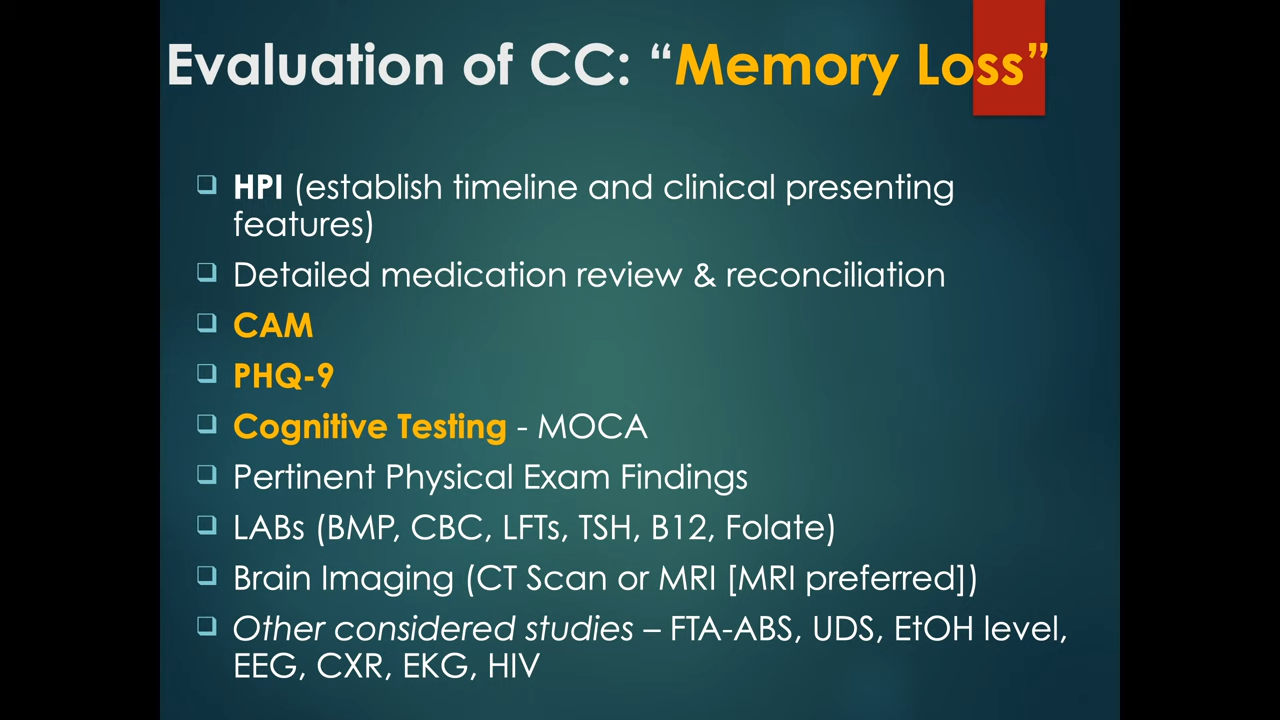 Evaluation of CC: “Memory Loss”
HPI (establish timeline and clinical presenting
features)
Detailed medication review & reconciliation
CAM
PHQ-9
Cognitive Testing - MOCA
Pertinent Physical Exam Findings
LABs (BMP, CBC, LFTs, TSH, B12, Folate)
Brain Imaging (CT Scan or MRI [MRI preferred])
Other considered studies – FTA-ABS, UDS, EtOH level,
EEG, CXR, EKG, HIV